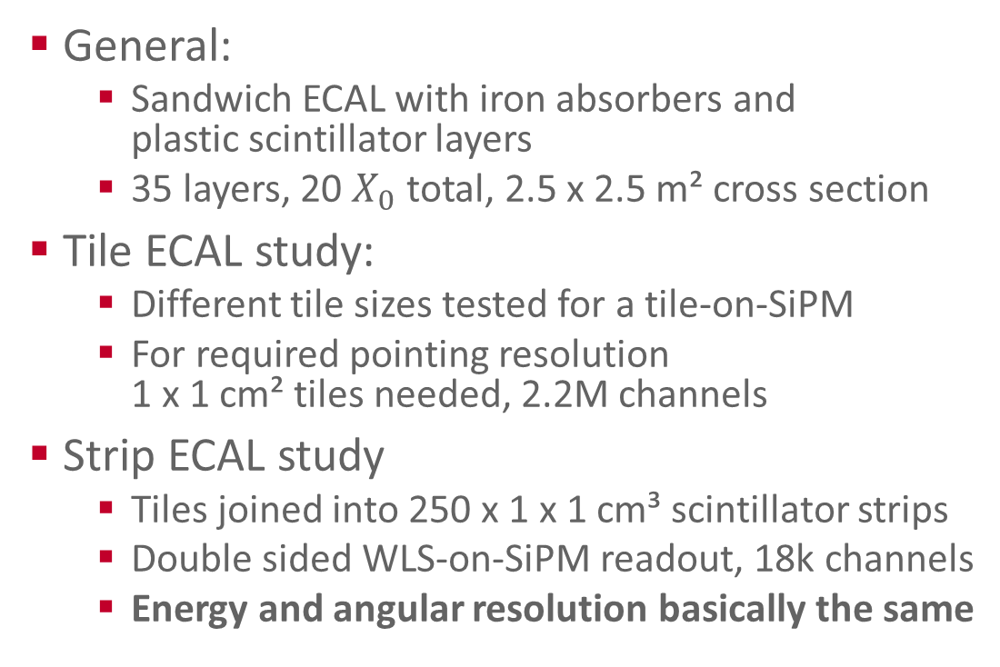 ▪ General:
▪ Sandwich ECAL with iron absorbers and
plastic scintillator layers
▪ 35 layers, 20 X₀ total, 2.5 x 2.5 m² cross section
▪ Tile ECAL study:
▪ Different tile sizes tested for a tile-on-SiPM
▪ For required pointing resolution
1 x 1 cm² tiles needed, 2.2M channels
▪ Strip ECAL study
▪ Tiles joined into 250 x 1 x 1 cm³ scintillator strips
▪ Double sided WLS-on-SiPM readout, 18k channels
▪ Energy and angular resolution basically the same